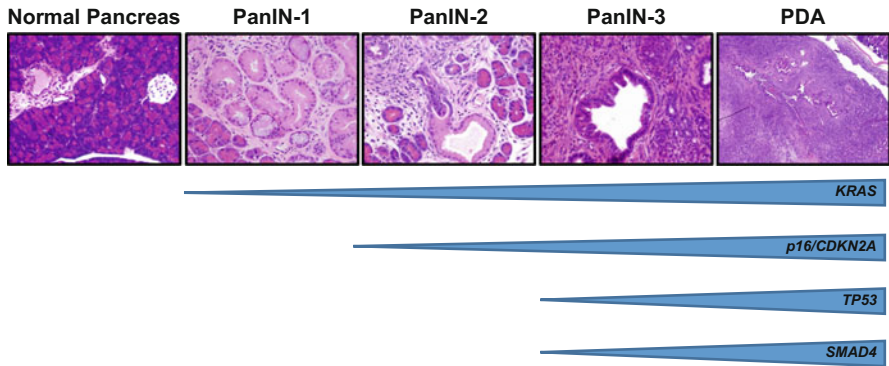 Normal Pancreas PanIN-1 PanIN-2 PanIN-3 PDA
KRAS
p16/CDKN2A
TP53
SMAD4